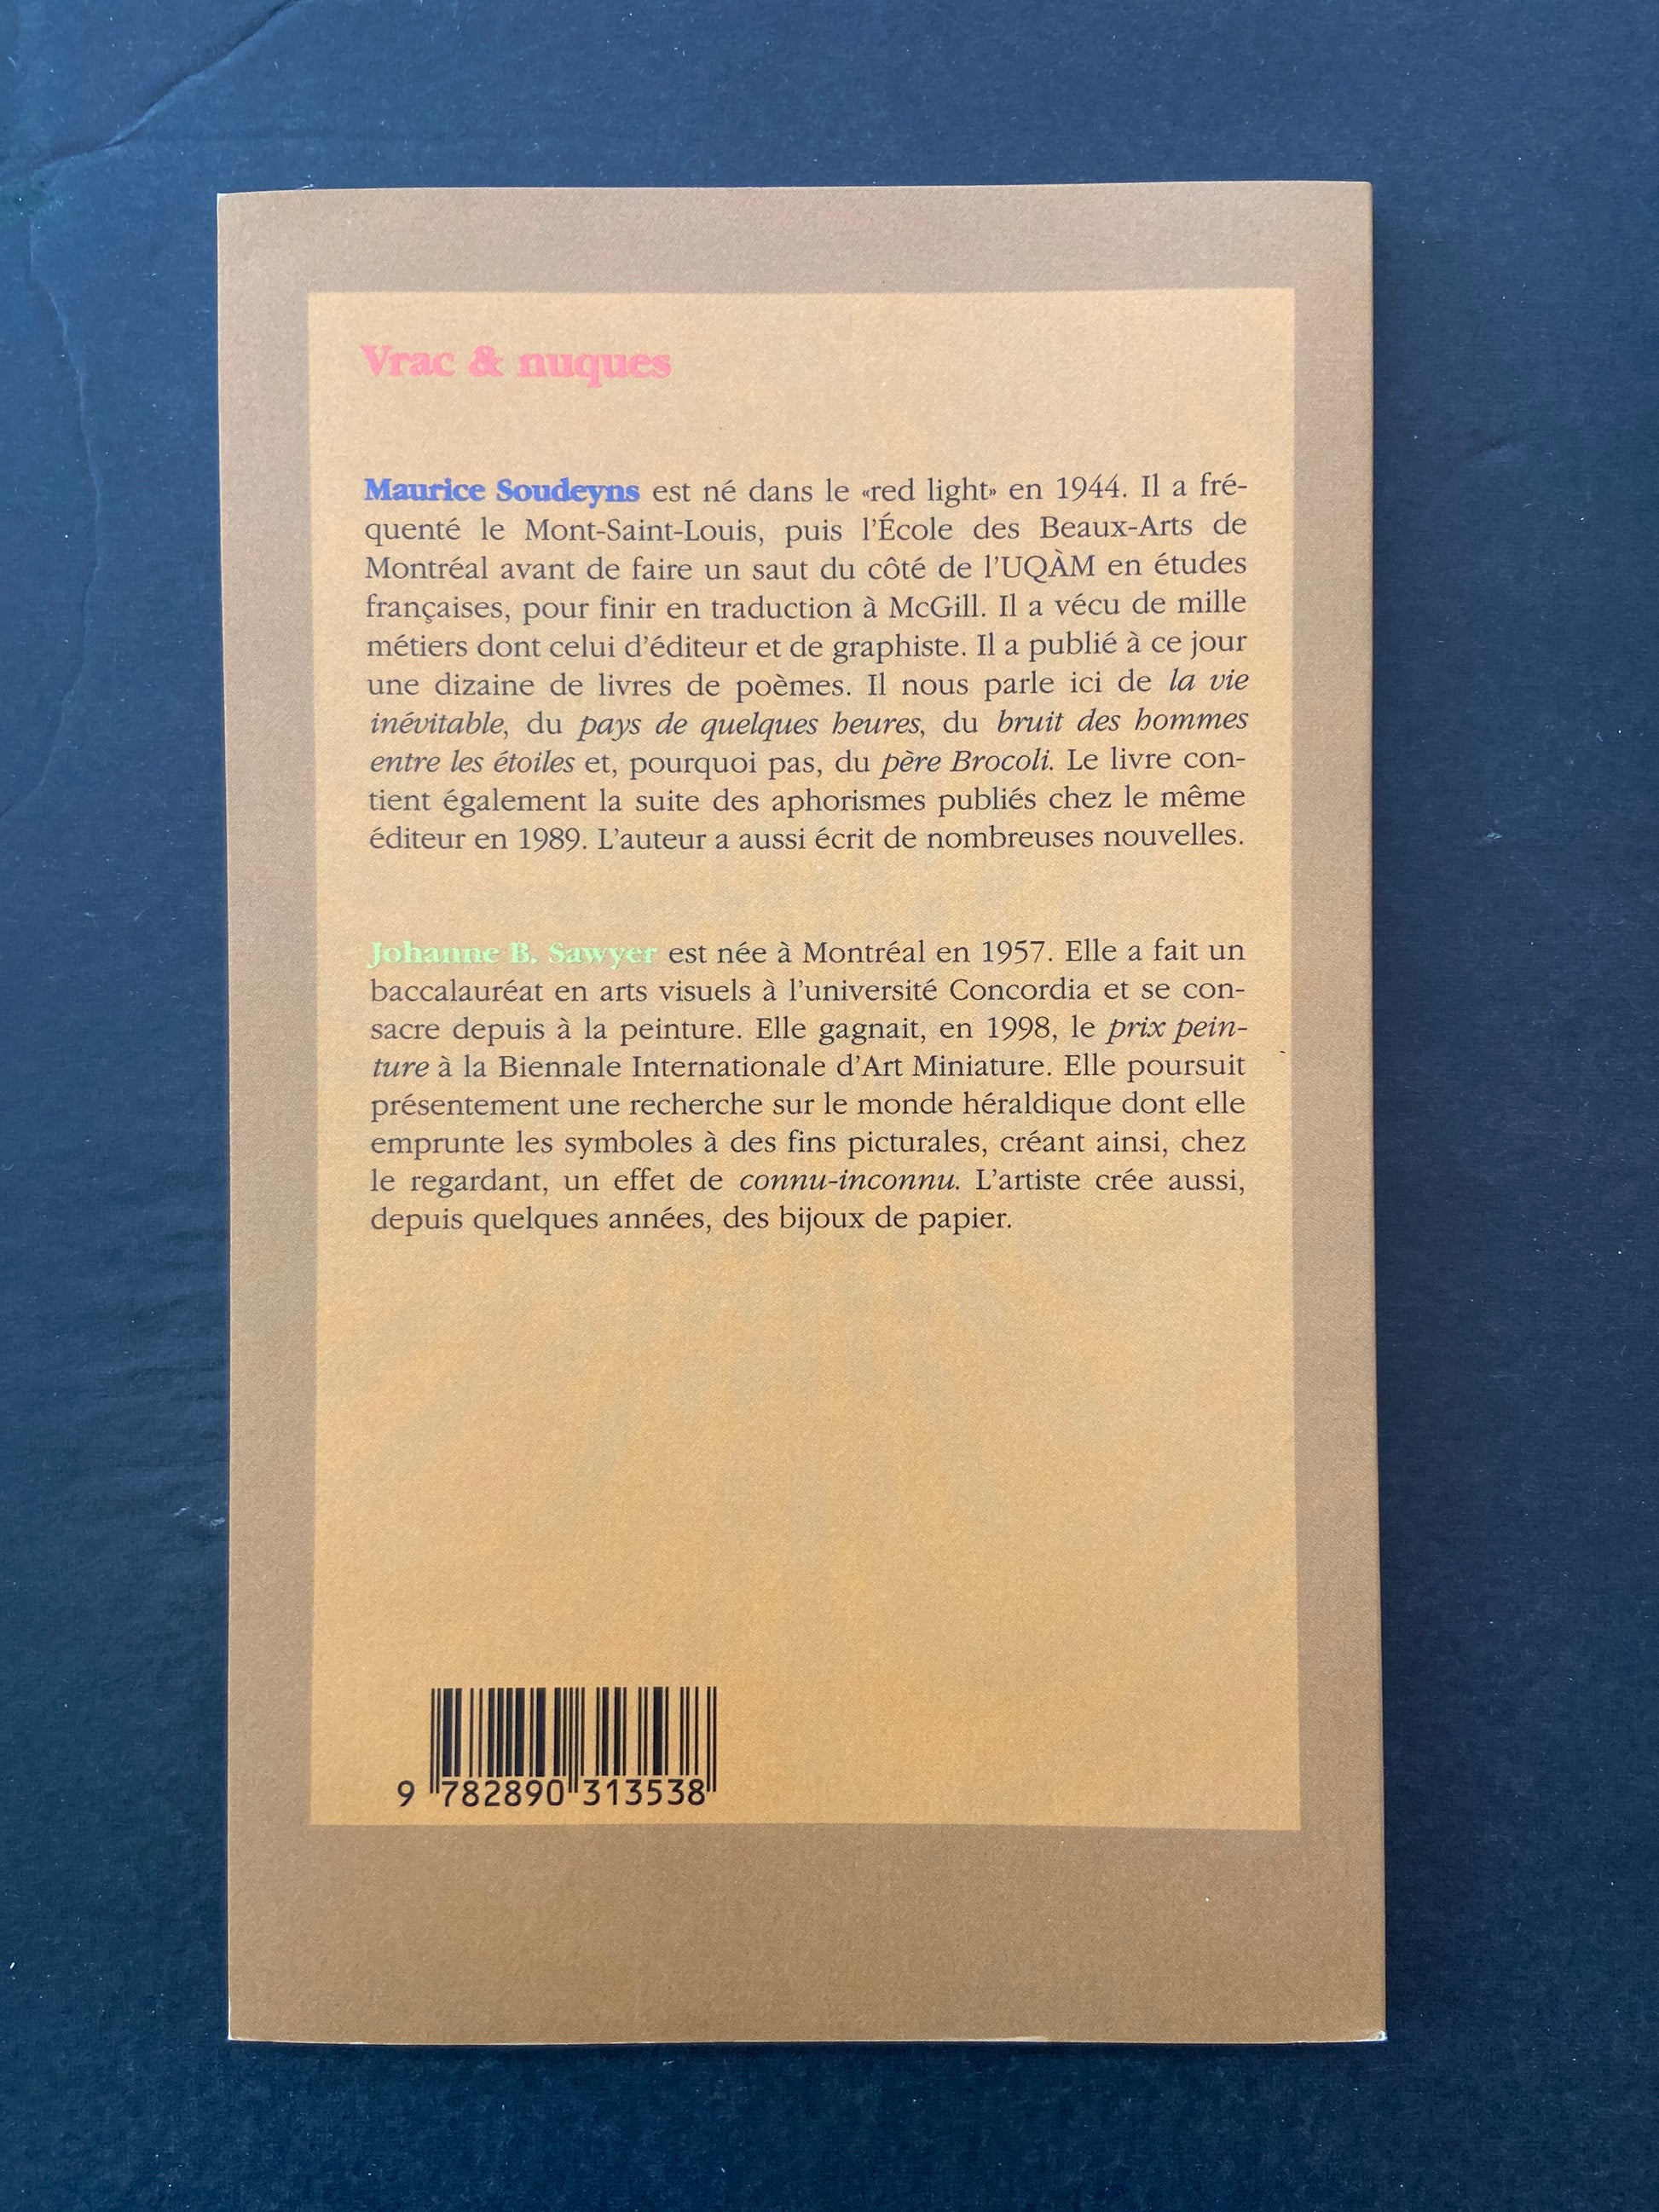 Vrac & nuques
Maurice Soudeyns est né dans le «red light» en 1944. Il a fré-
quenté le Mont-Saint-Louis, puis l'École des Beaux-Arts de
Montréal avant de faire un saut du côté de l'UQÀM en études
françaises, pour finir en traduction à McGill. Il a vécu de mille
métiers dont celui d'éditeur et de graphiste. Il a publié à ce jour
une dizaine de livres de poèmes. Il nous parle ici de la vie
inévitable, du pays de quelques heures, du bruit des hommes
entre les étoiles et, pourquoi pas, du père Brocoli. Le livre con-
tient également la suite des aphorismes publiés chez le même
éditeur en 1989. L'auteur a aussi écrit de nombreuses nouvelles.
Johanne B. Sawyer est née à Montréal en 1957. Elle a fait un
baccalauréat en arts visuels à l'université Concordia et se con-
sacre depuis à la peinture. Elle gagnait, en 1998, le prix pein-
ture à la Biennale Internationale d'Art Miniature. Elle poursuit
présentement une recherche sur le monde héraldique dont elle
emprunte les symboles à des fins picturales, créant ainsi, chez
le regardant, un effet de connu-inconnu. L'artiste crée aussi,
depuis quelques années, des bijoux de papier.
9 782890 313538